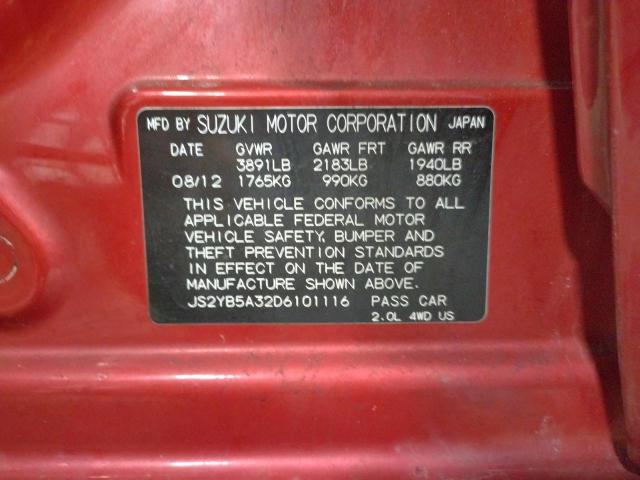 MFD BY SUZUKI MOTOR CORPORATION JAPAN
DATE GVWR GAWR FRT GAWR RR
3891LB 2183LB 1940LB
08/12 1765KG 990KG 880KG
THIS VEHICLE CONFORMS TO ALL
APPLICABLE FEDERAL MOTOR
VEHICLE SAFETY, BUMPER AND
THEFT PREVENTION STANDARDS
IN EFFECT ON THE DATE OF
MANUFACTURE SHOWN ABOVE.
JS2YB5A32D6101116 PASS CAR
2.0L 4WD US